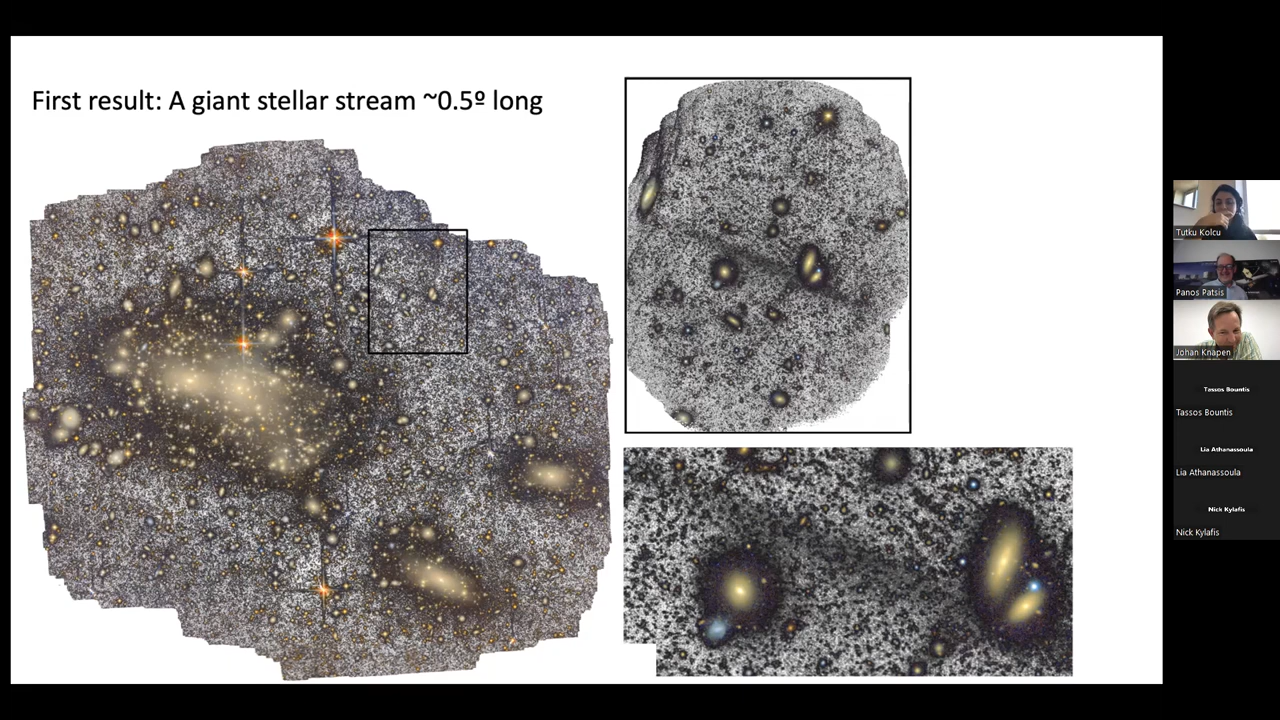 First result: A giant stellar stream ~0.5º long
Tutku Kolcu
Panos Patsis
Johan Knapen
Tassos Bountis
Tassos Bountis
Lia Athanassoula
Lia Athanassoula
Nick Kylafis
Nick Kylafis